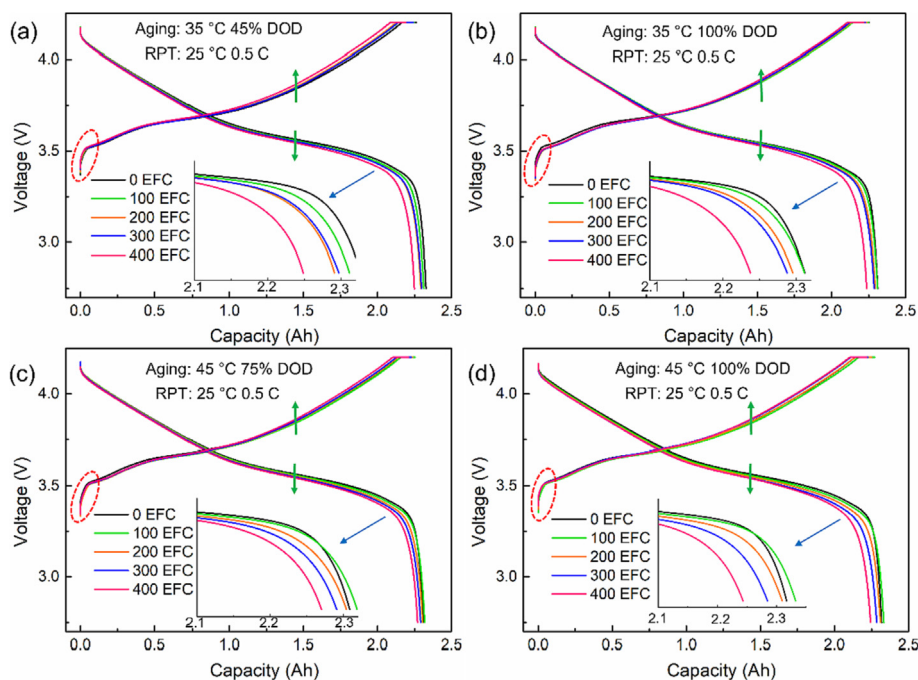 (a)
Aging: 35 °C 45% DOD
RPT: 25 °C 0.5 C
4.0
3.5
3.0
Voltage (V)
0 EFC
100 EFC
200 EFC
300 EFC
400 EFC
2.1 2.2 2.3
0.0 0.5 1.0 1.5 2.0 2.5
Capacity (Ah)
(b)
Aging: 35 °C 100% DOD
RPT: 25 °C 0.5 C
4.0
3.5
3.0
Voltage (V)
0 EFC
100 EFC
200 EFC
300 EFC
400 EFC
2.1 2.2 2.3
0.0 0.5 1.0 1.5 2.0 2.5
Capacity (Ah)
(c)
Aging: 45 °C 75% DOD
RPT: 25 °C 0.5 C
4.0
3.5
3.0
Voltage (V)
0 EFC
100 EFC
200 EFC
300 EFC
400 EFC
2.1 2.2 2.3
0.0 0.5 1.0 1.5 2.0 2.5
Capacity (Ah)
(d)
Aging: 45 °C 100% DOD
RPT: 25 °C 0.5 C
4.0
3.5
3.0
Voltage (V)
0 EFC
100 EFC
200 EFC
300 EFC
400 EFC
2.1 2.2 2.3
0.0 0.5 1.0 1.5 2.0 2.5
Capacity (Ah)